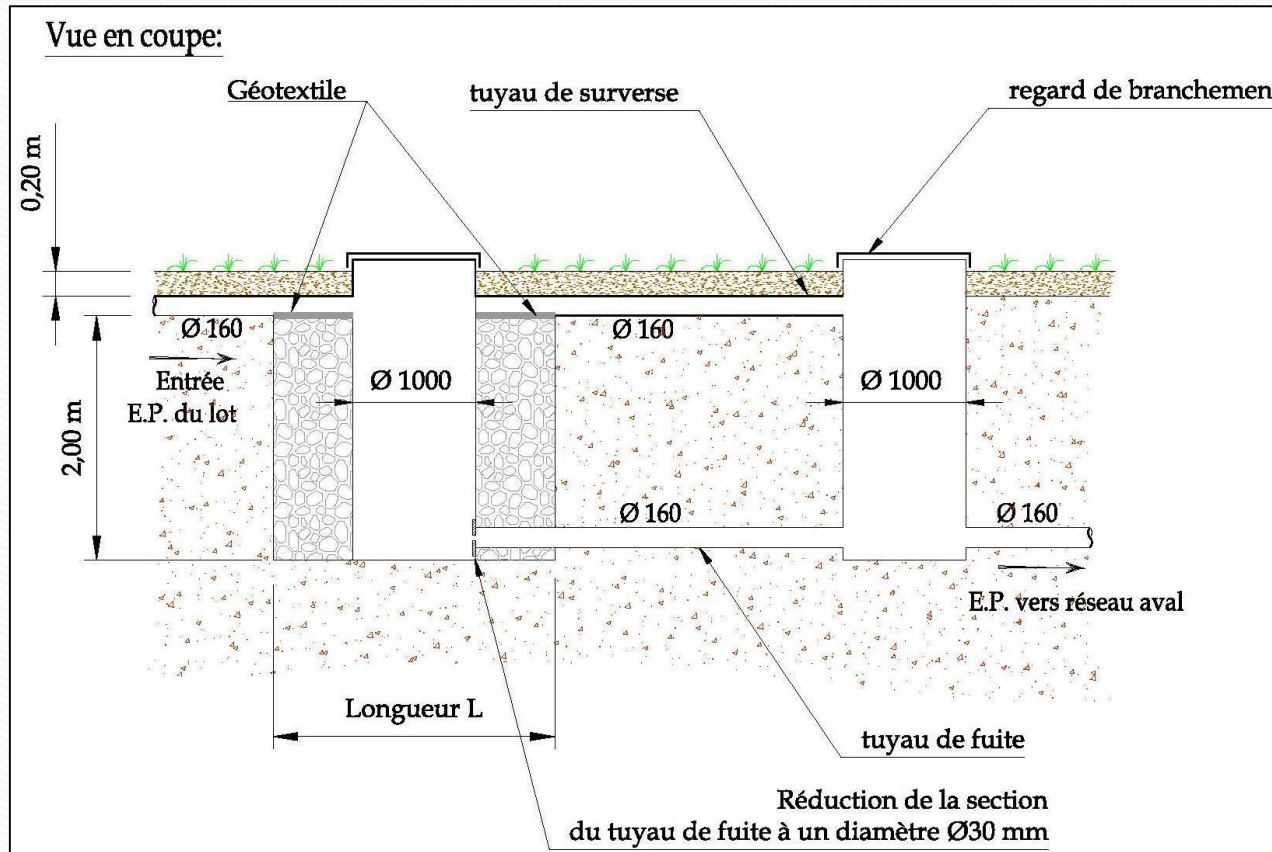 Vue en coupe:
Géotextile
tuyau de surverse
regard de branchemen
0,20 m
Ø 160
Ø 160
Entrée
E.P. du lot
Ø 1000
Ø 1000
2,00 m
Ø 160
Ø 160
E.P. vers réseau aval
Longueur L
tuyau de fuite
Réduction de la section
du tuyau de fuite à un diamètre Ø30 mm